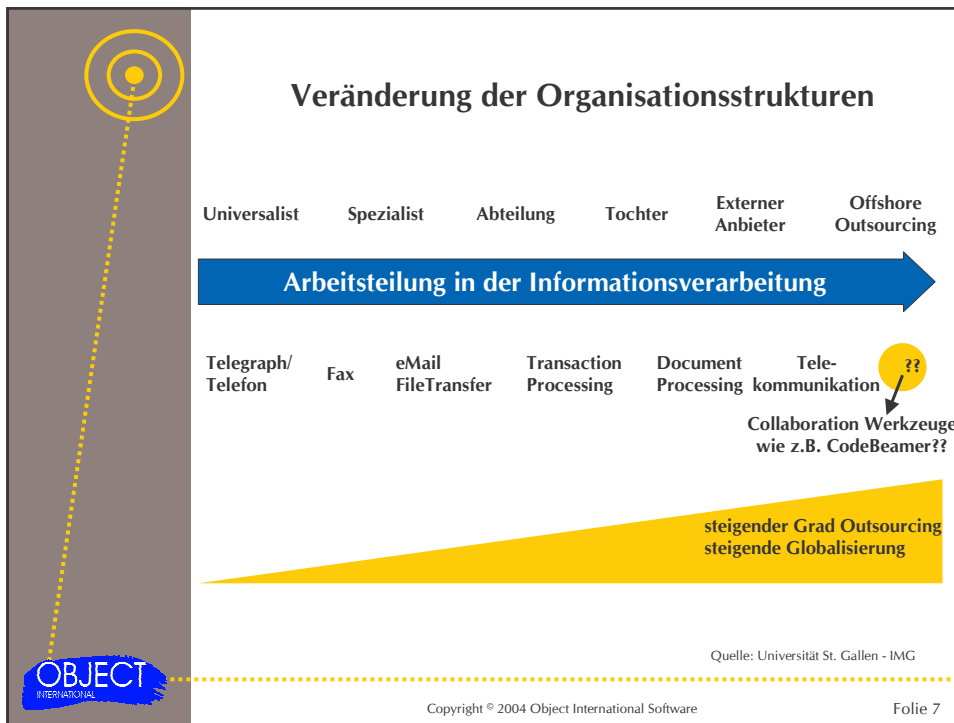 Veränderung der Organisationsstrukturen
Universalist
Spezialist
Abteilung
Tochter
Externer
Anbieter
Offshore
Outsourcing
Arbeitsteilung in der Informationsverarbeitung
Telegraph/
Telefon
Fax
eMail
FileTransfer
Transaction
Processing
Document
Processing
Tele-
kommunikation
??
Collaboration Werkzeuge
wie z.B. CodeBeamer??
steigender Grad Outsourcing
steigende Globalisierung
Quelle: Universität St. Gallen - IMG
OBJECT
INTERNATIONAL
Copyright © 2004 Object International Software
Folie 7